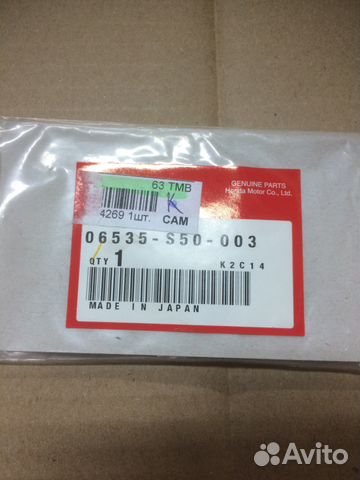 63 TMB
K
4269 1шт. САМ
GENUINE PARTS
Honda Motor Co., Ltd.
06535-S50-003
QTY 1
K2C14
MADE IN JAPAN
Avito